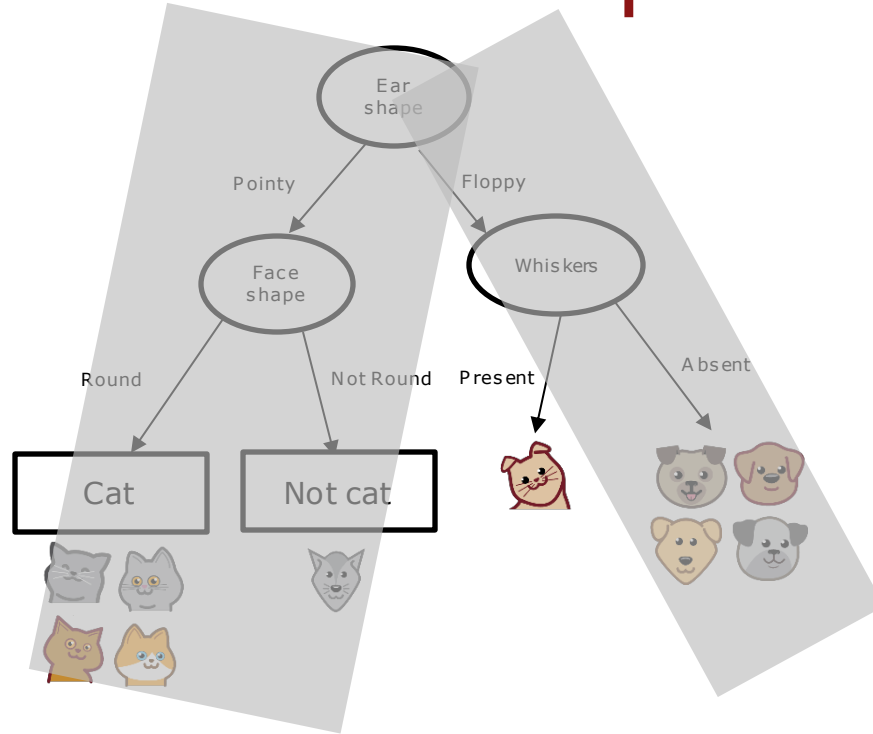 Ear
shape
Pointy
Floppy
Face
shape
Whiskers
Round
Not Round
Present
Absent
Cat
Not cat